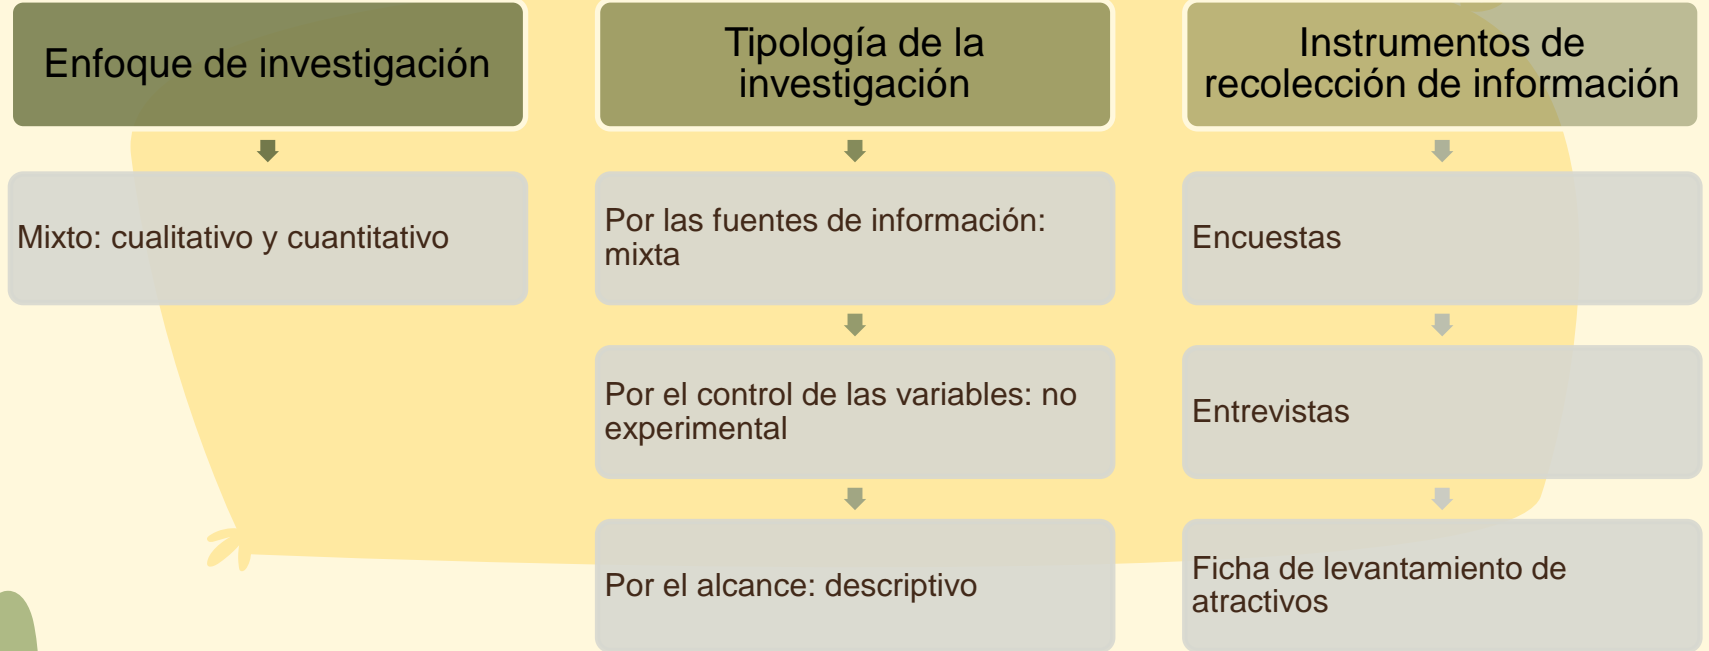 Enfoque de investigación
Mixto: cualitativo y cuantitativo
Tipología de la
investigación
Por las fuentes de información:
mixta
Por el control de las variables: no
experimental
Por el alcance: descriptivo
Instrumentos de
recolección de información
Encuestas
Entrevistas
Ficha de levantamiento de
atractivos